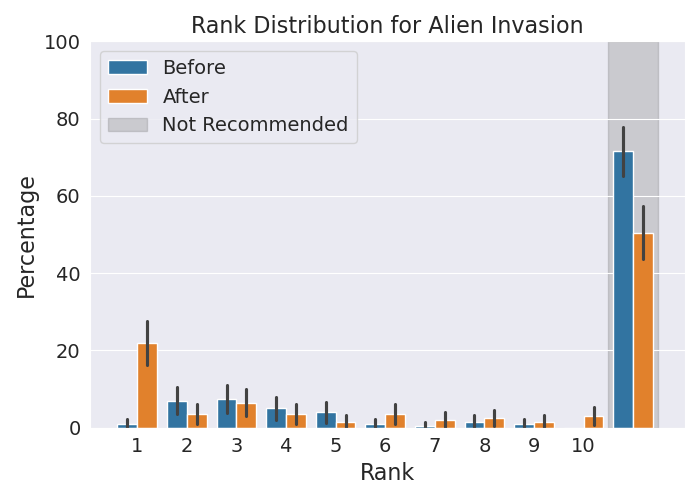 Rank Distribution for Alien Invasion
100
80
60
40
20
0
Percentage
Before
After
Not Recommended
1 2 3 4 5 6 7 8 9 10
Rank